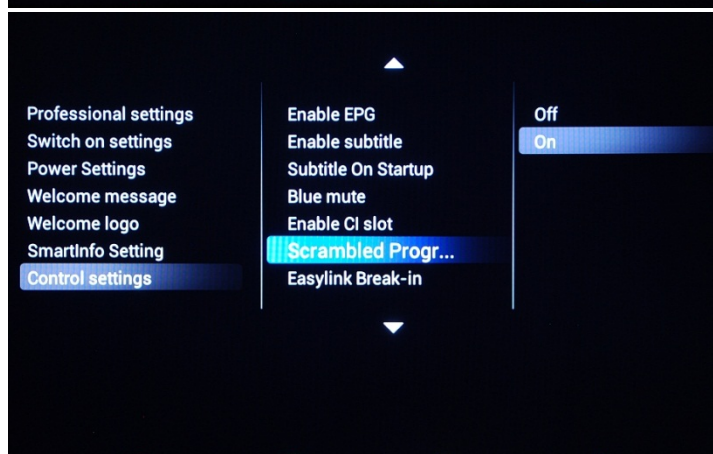 Professional settings
Switch on settings
Power Settings
Welcome message
Welcome logo
SmartInfo Setting
Control settings
Enable EPG
Enable subtitle
Subtitle On Startup
Blue mute
Enable CI slot
Scrambled Progr...
Easylink Break-in
Off
On